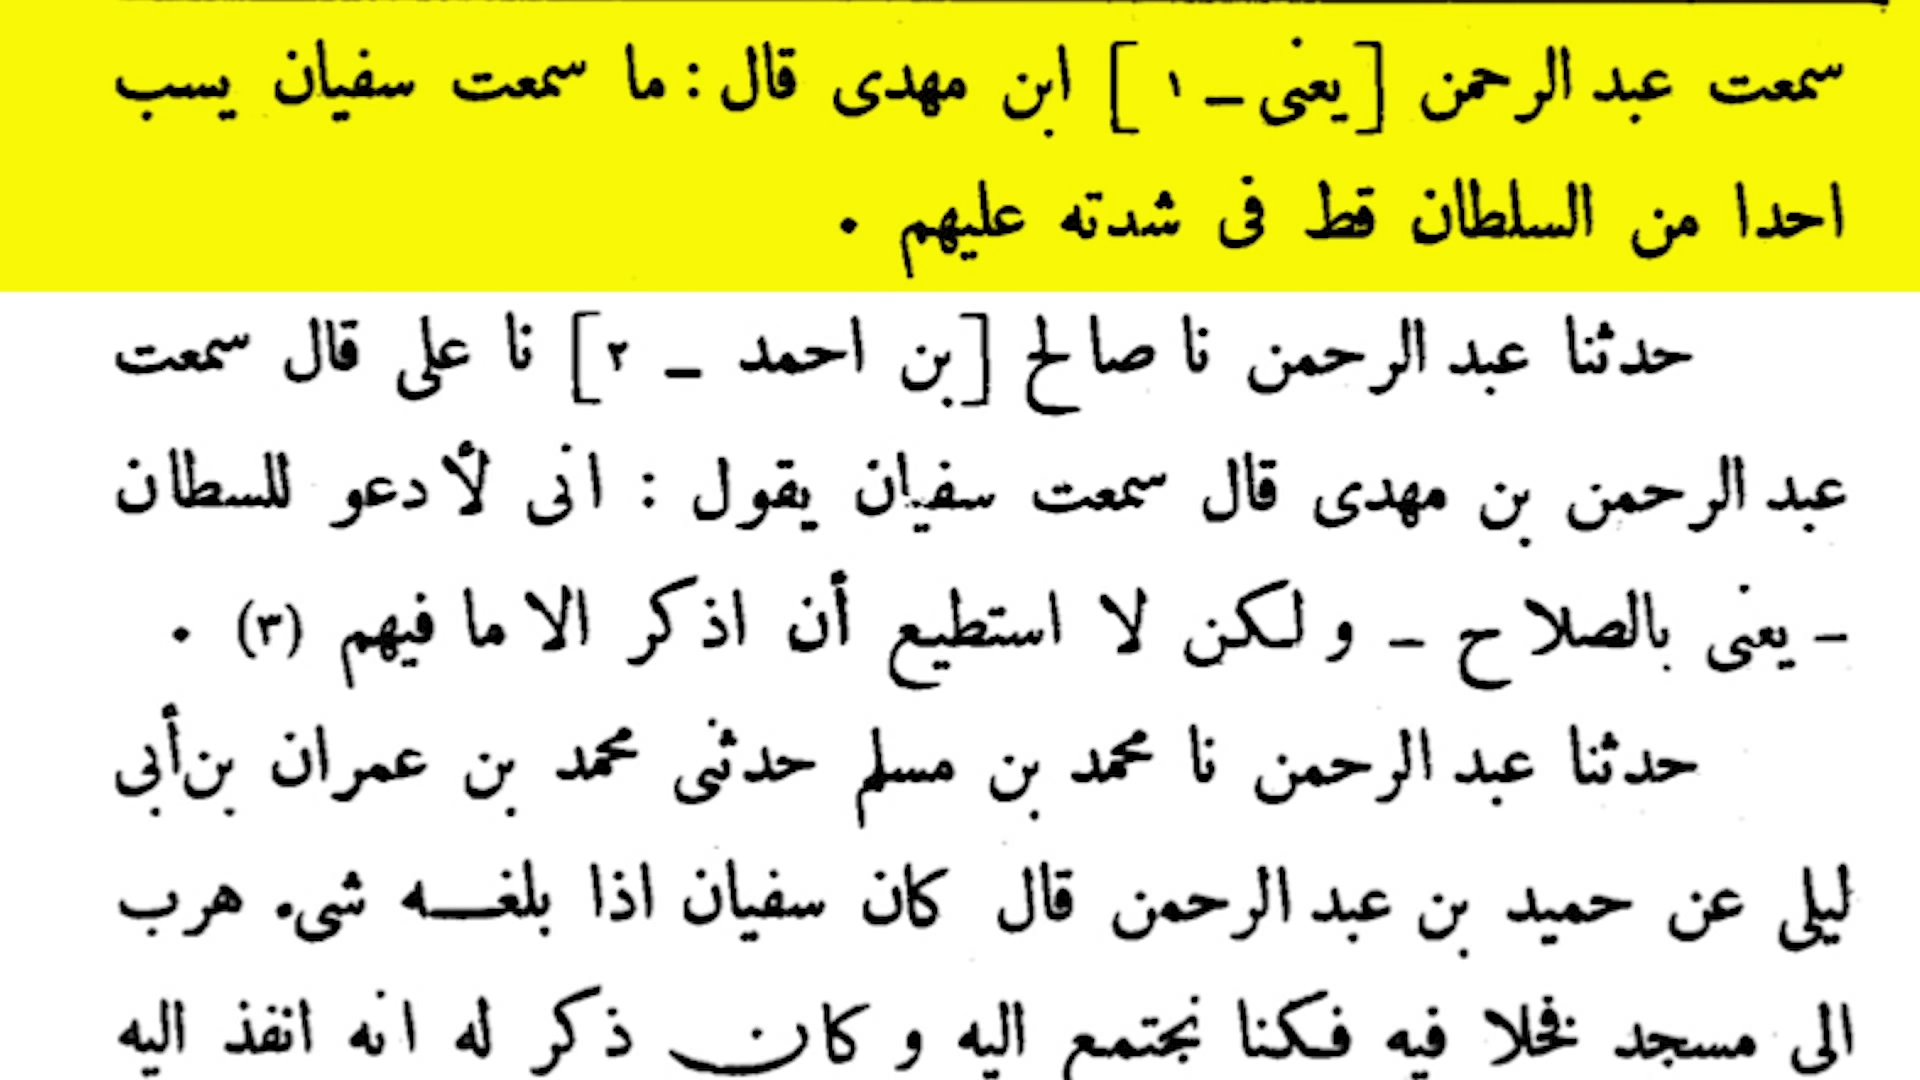 سمعت عبد الرحمن [يعنى ــ ١ ] ابن مهدى قال : ما سمعت سفيان يسب
احدا من السلطان قط فى شدته عليهم .
حدثنا عبد الرحمن نا صالح [بن احمد ــ ٢] نا على قال سمعت
عبد الرحمن بن مهدى قال سمعت سفيان يقول : انى لأدعو للسطان
– يعنى بالصلاح – و لكن لا استطيع أن اذكر الا ما فيهم (٣) .
حدثنا عبد الرحمن نا محمد بن مسلم حدثنى محمد بن عمران بن أبى
ليلى عن حميد بن عبد الرحمن قال كان سفيان اذا بلغـــه شىء هرب
الى مسجد فخلا فيه فكنا نجتمع اليه و كان ذكر له انه انفذ اليه